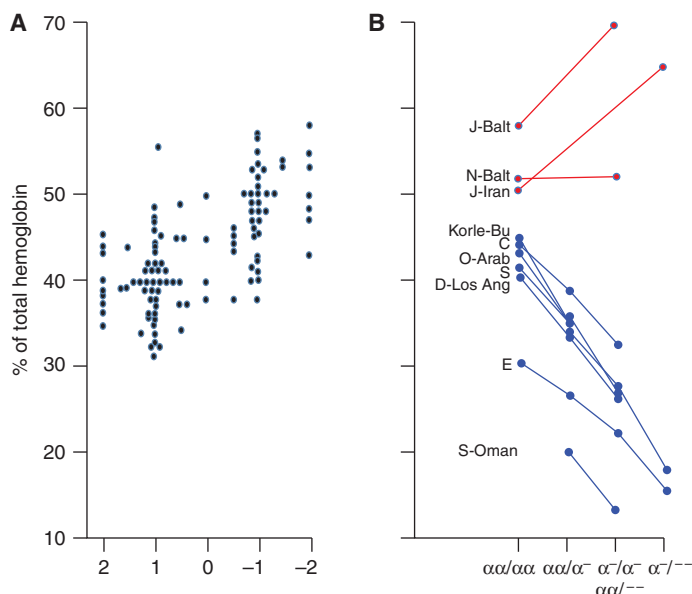 A
% of total hemoglobin
70
60
50
40
30
20
10
2 1 0 –1 –2
B
J-Balt
N-Balt
J-Iran
Korle-Bu
C
O-Arab
S
D-Los Ang
E
S-Oman
αα/αα αα/α– α–/α– α–/––
αα/––